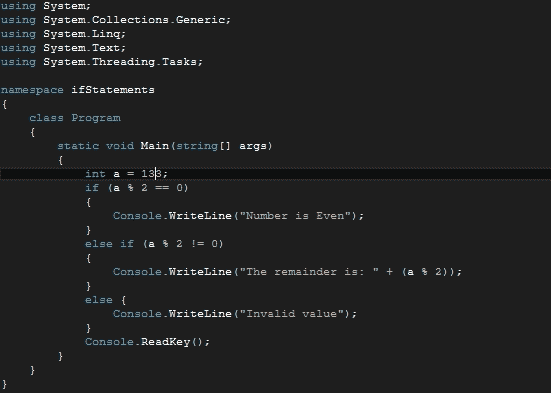 using System;
using System.Collections.Generic;
using System.Linq;
using System.Text;
using System.Threading.Tasks;

namespace ifStatements
{
    class Program
    {
        static void Main(string[] args)
        {
            int a = 133;
            if (a % 2 == 0)
            {
                Console.WriteLine("Number is Even");
            }
            else if (a % 2 != 0)
            {
                Console.WriteLine("The remainder is: " + (a % 2));
            }
            else {
                Console.WriteLine("Invalid value");
            }
            Console.ReadKey();
        }
    }
}